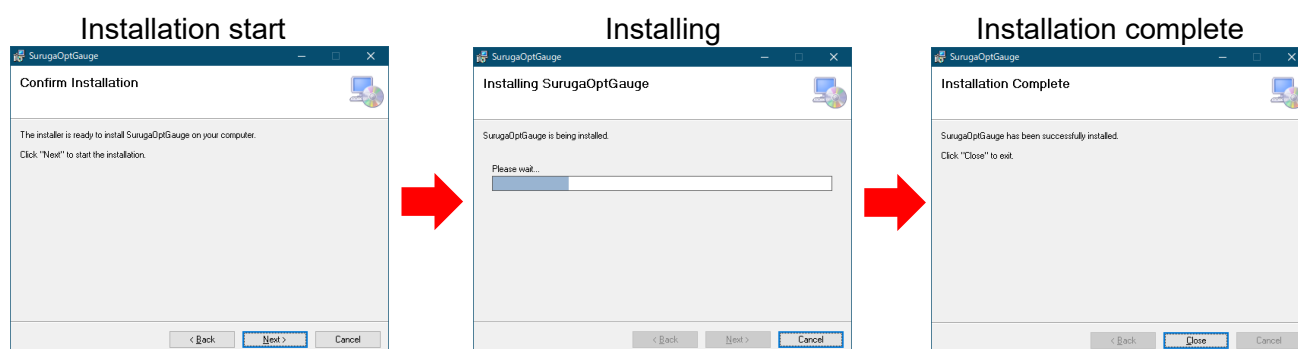 Installation start
SurugaOptGauge
Confirm Installation
The installer is ready to install SurugaOptGauge on your computer.
Click "Next" to start the installation.
< Back
Next >
Cancel
Installing
SurugaOptGauge
Installing SurugaOptGauge
SurugaOptGauge is being installed.
Please wait...
< Back
Next >
Cancel
Installation complete
SurugaOptGauge
Installation Complete
SurugaOptGauge has been successfully installed.
Click "Close" to exit.
< Back
Close
Cancel